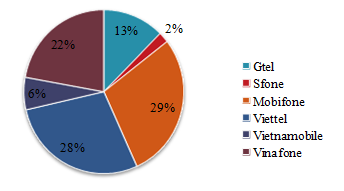 13%
2%
29%
28%
6%
22%
Gtel
Sfone
Mobifone
Viettel
Vietnamobile
Vinafone